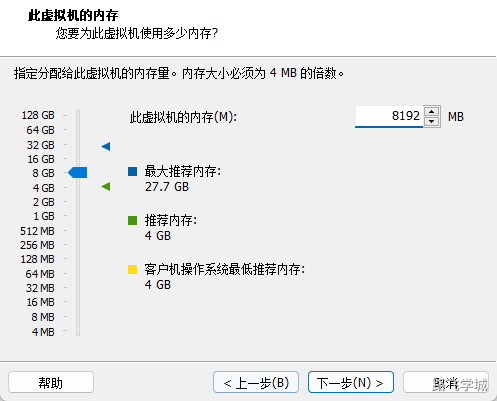 此虚拟机的内存
您要为此虚拟机使用多少内存?
指定分配给此虚拟机的内存量。内存大小必须为 4 MB 的倍数。
此虚拟机的内存(M):
8192 MB
128 GB
64 GB
32 GB
16 GB
8 GB
4 GB
2 GB
1 GB
512 MB
256 MB
128 MB
64 MB
32 MB
16 MB
8 MB
4 MB
最大推荐内存:
27.7 GB
推荐内存:
4 GB
客户机操作系统最低推荐内存:
4 GB
帮助
< 上一步(B)
下一步(N) >
取消